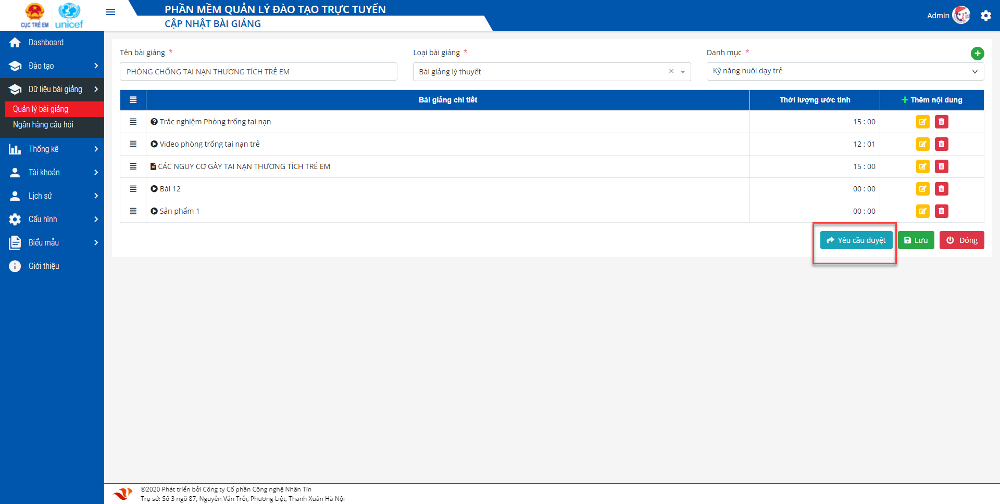 CỤC TRẺ EM
unicef
PHẦN MỀM QUẢN LÝ ĐÀO TẠO TRỰC TUYẾN
CẬP NHẬT BÀI GIẢNG
Admin
Dashboard
Đào tạo
Dữ liệu bài giảng
Quản lý bài giảng
Ngân hàng câu hỏi
Thống kê
Tài khoản
Lịch sử
Cấu hình
Biểu mẫu
Giới thiệu
Tên bài giảng *
Loại bài giảng *
Danh mục *
PHÒNG CHỐNG TAI NẠN THƯƠNG TÍCH TRẺ EM
Bài giảng lý thuyết
Kỹ năng nuôi dạy trẻ
Bài giảng chi tiết
Thời lượng ước tính
Thêm nội dung
Trắc nghiệm Phòng trống tai nạn
15 : 00
Video phòng trống tai nạn trẻ
12 : 01
CÁC NGUY CƠ GÂY TAI NẠN THƯƠNG TÍCH TRẺ EM
15 : 00
Bài 12
00 : 00
Sản phẩm 1
00 : 00
Yêu cầu duyệt
Lưu
Đóng
©2020 Phát triển bởi Công ty Cổ phần Công nghệ Nhân Tín
Trụ sở: Số 3 ngõ 87, Nguyễn Văn Trỗi, Phương Liệt, Thanh Xuân Hà Nội